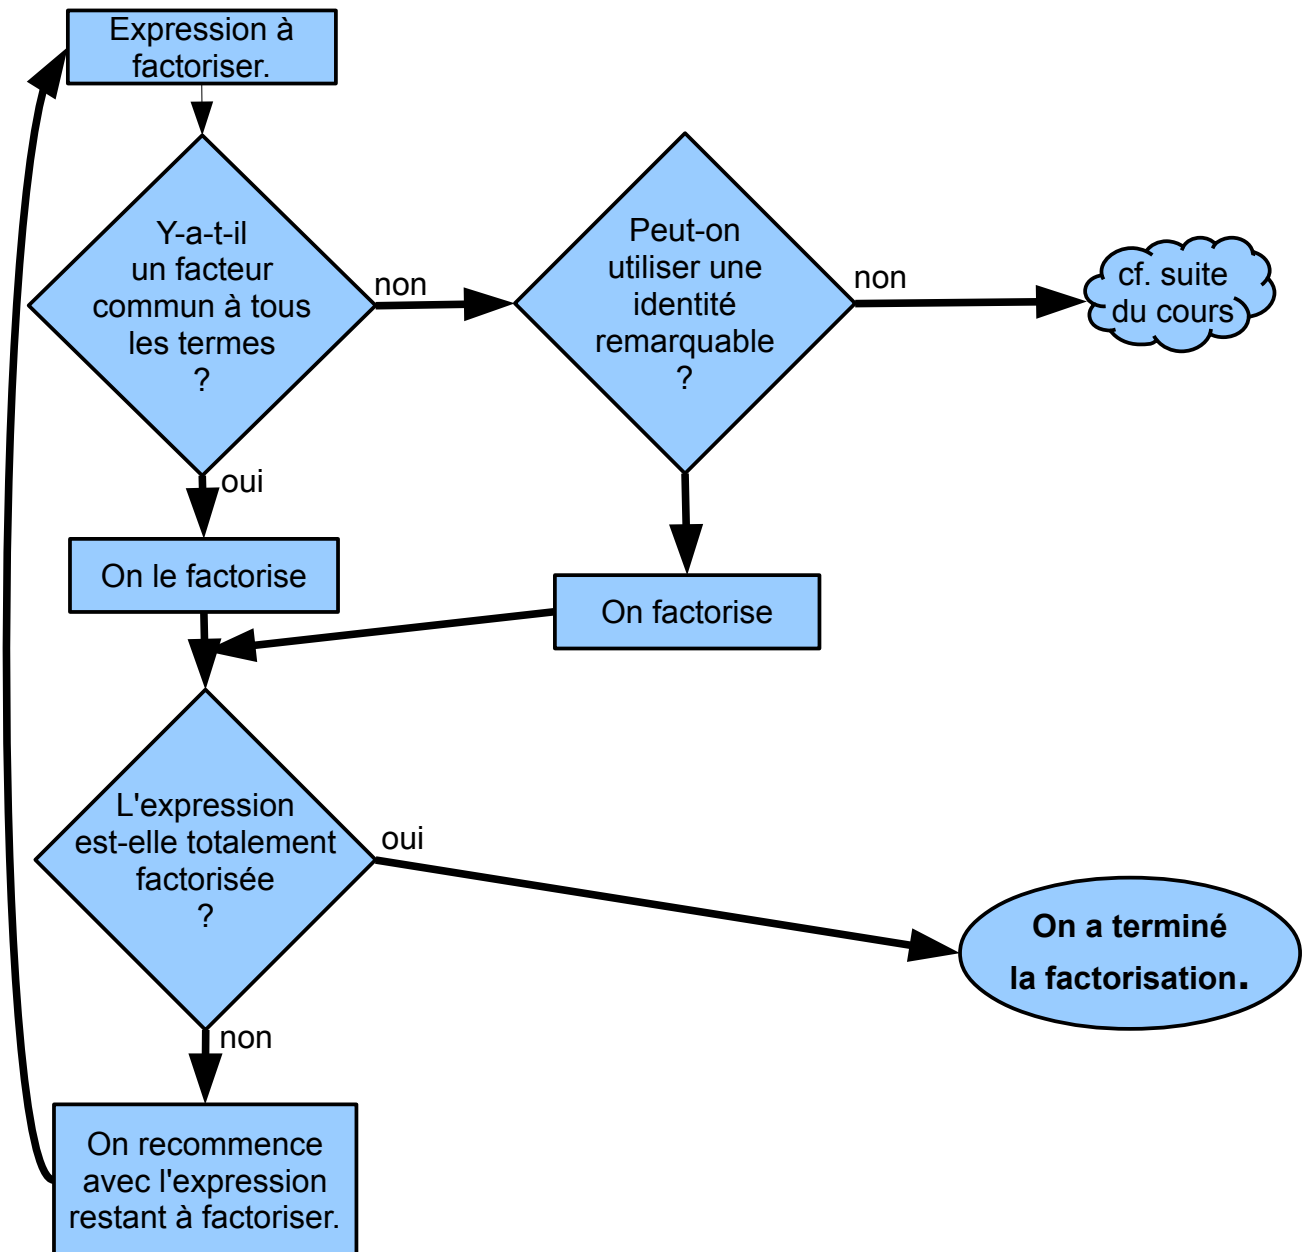 Expression à
factoriser.
Y-a-t-il
un facteur
commun à tous
les termes
?
non
Peut-on
utiliser une
identité
remarquable
?
non
cf. suite
du cours
oui
On le factorise
On factorise
L'expression
est-elle totalement
factorisée
?
oui
On a terminé
la factorisation.
non
On recommence
avec l'expression
restant à factoriser.